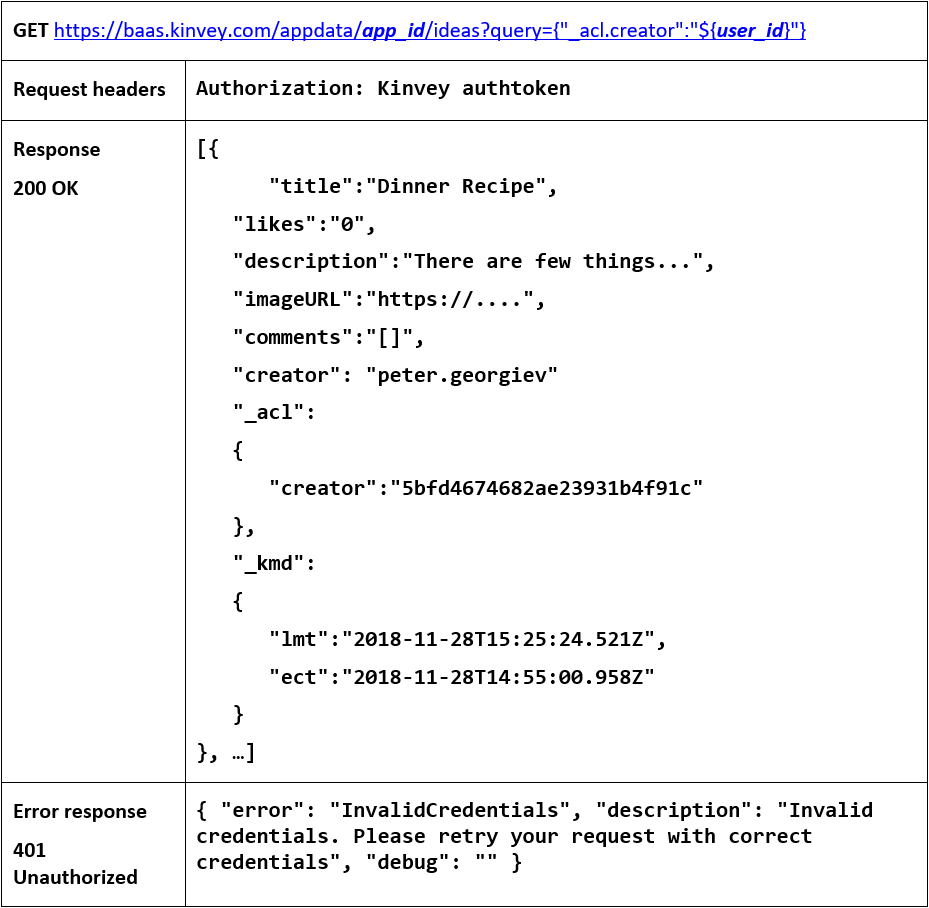 GET https://baas.kinvey.com/appdata/app_id/ideas?query={"_acl.creator":"${user_id}"}
Request headers
Authorization: Kinvey authtoken
Response
200 OK
[{
"title":"Dinner Recipe",
"likes":"0",
"description":"There are few things...",
"imageURL":"https://....",
"comments":"[]",
"creator": "peter.georgiev"
"_acl":
{
"creator":"5bfd4674682ae23931b4f91c"
},
"_kmd":
{
"lmt":"2018-11-28T15:25:24.521Z",
"ect":"2018-11-28T14:55:00.958Z"
}
}, …]
Error response
401
Unauthorized
{ "error": "InvalidCredentials", "description": "Invalid
credentials. Please retry your request with correct
credentials", "debug": "" }